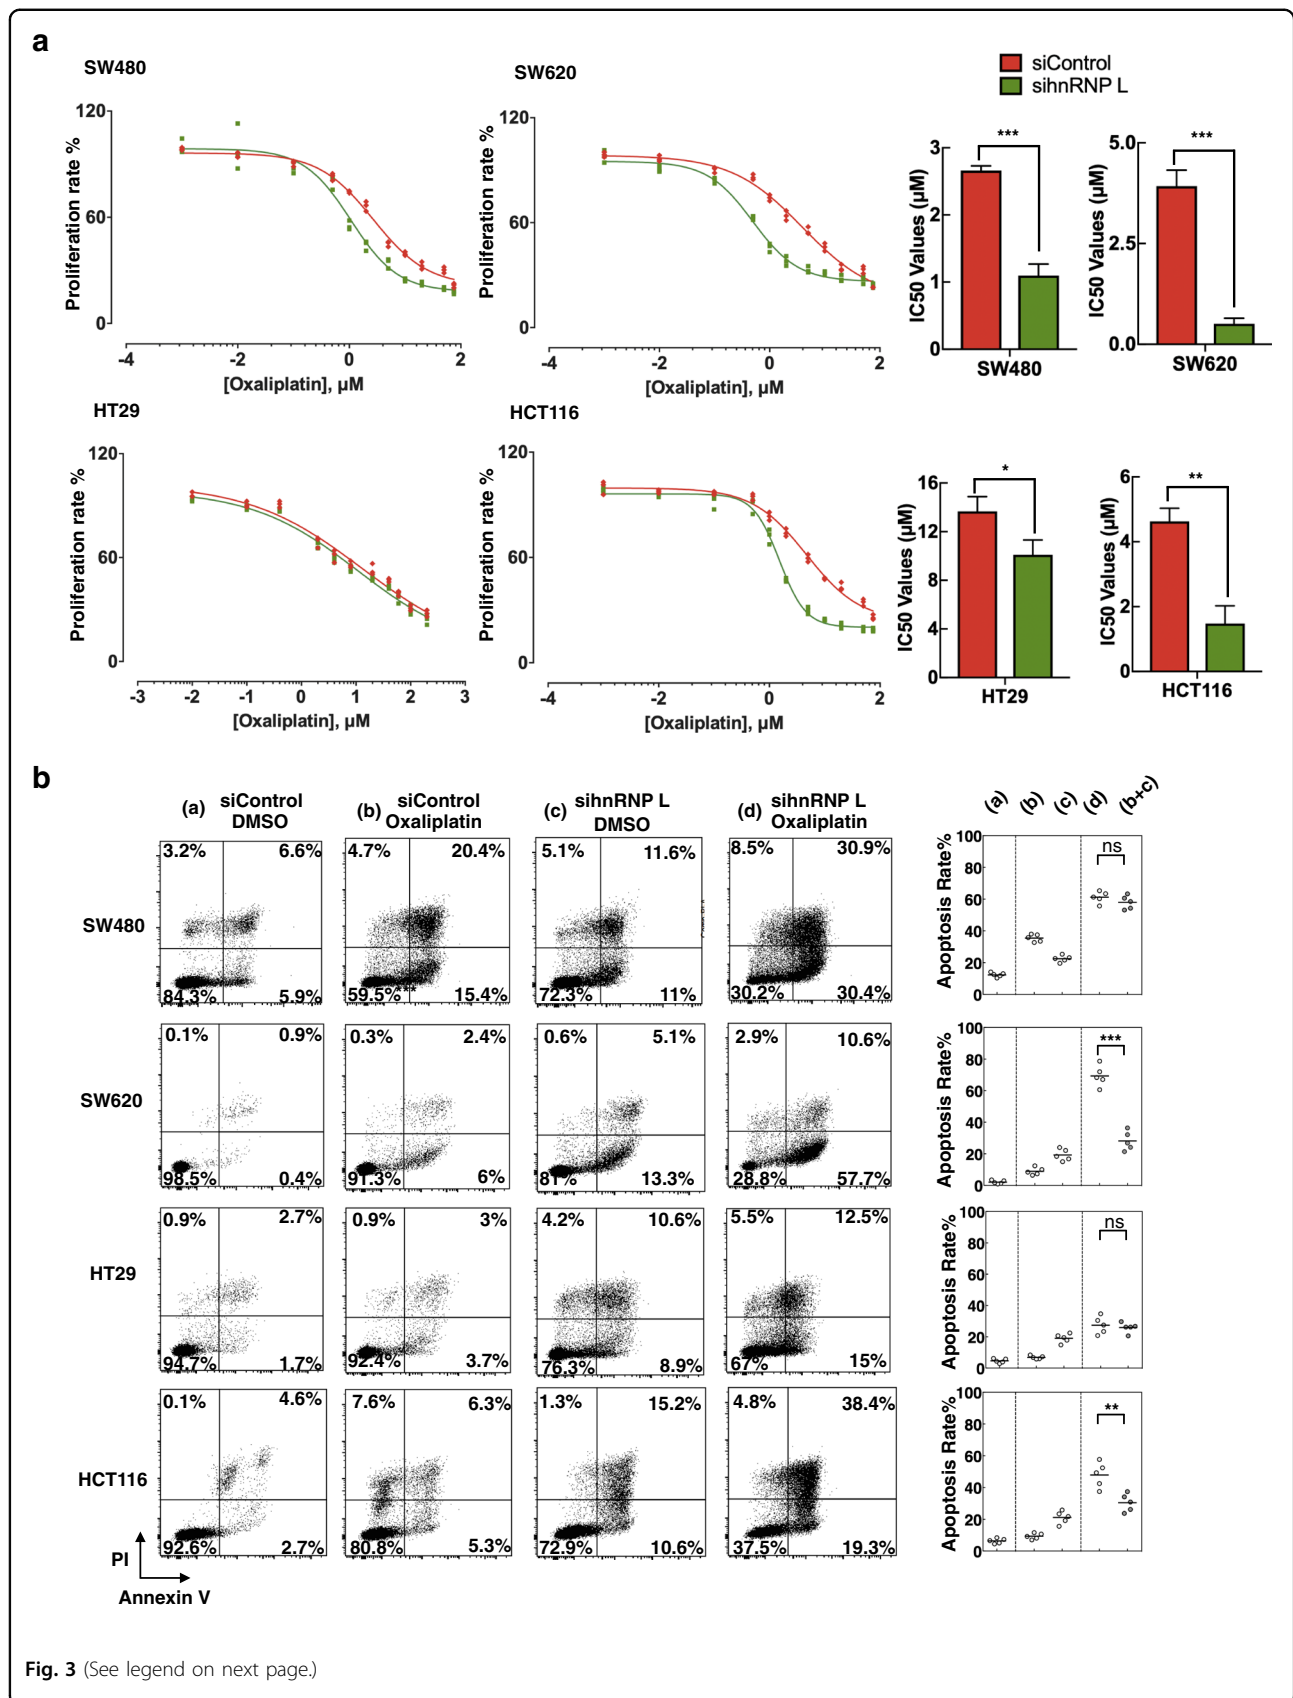 a
SW480
SW620
siControl
sihnRNP L
120
60
0
Proliferation rate %
-4
-2
0
2
[Oxaliplatin], µM
120
60
0
Proliferation rate %
-4
-2
0
2
[Oxaliplatin], µM
***
3
2
1
0
IC50 Values (µM)
SW480
***
5.0
2.5
0.0
IC50 Values (µM)
SW620
HT29
HCT116
120
60
0
Proliferation rate %
-3
-2
-1
0
1
2
3
[Oxaliplatin], µM
120
60
0
Proliferation rate %
-4
-2
0
2
[Oxaliplatin], µM
*
16
12
8
4
0
IC50 Values (µM)
HT29
**
6
4
2
0
IC50 Values (µM)
HCT116
b
(a) siControl DMSO
(b) siControl Oxaliplatin
(c) sihnRNP L DMSO
(d) sihnRNP L Oxaliplatin
(a) (b) (c) (d) (b+c)
SW480
3.2% 6.6%
84.3% 5.9%
4.7% 20.4%
59.5% *** 15.4%
5.1% 11.6%
72.3% 11%
8.5% 30.9%
30.2% 30.4%
Apoptosis Rate%
100
80
60
40
20
0
ns
SW620
0.1% 0.9%
98.5% 0.4%
0.3% 2.4%
91.3% 6%
0.6% 5.1%
81% 13.3%
2.9% 10.6%
28.8% 57.7%
Apoptosis Rate%
100
80
60
40
20
0
***
HT29
0.9% 2.7%
94.7% 1.7%
0.9% 3%
92.4% 3.7%
4.2% 10.6%
76.3% 8.9%
5.5% 12.5%
67% 15%
Apoptosis Rate%
100
80
60
40
20
0
ns
HCT116
0.1% 4.6%
92.6% 2.7%
7.6% 6.3%
80.8% 5.3%
1.3% 15.2%
72.9% 10.6%
4.8% 38.4%
37.5% 19.3%
Apoptosis Rate%
100
80
60
40
20
0
**
PI
Annexin V
Fig. 3 (See legend on next page.)